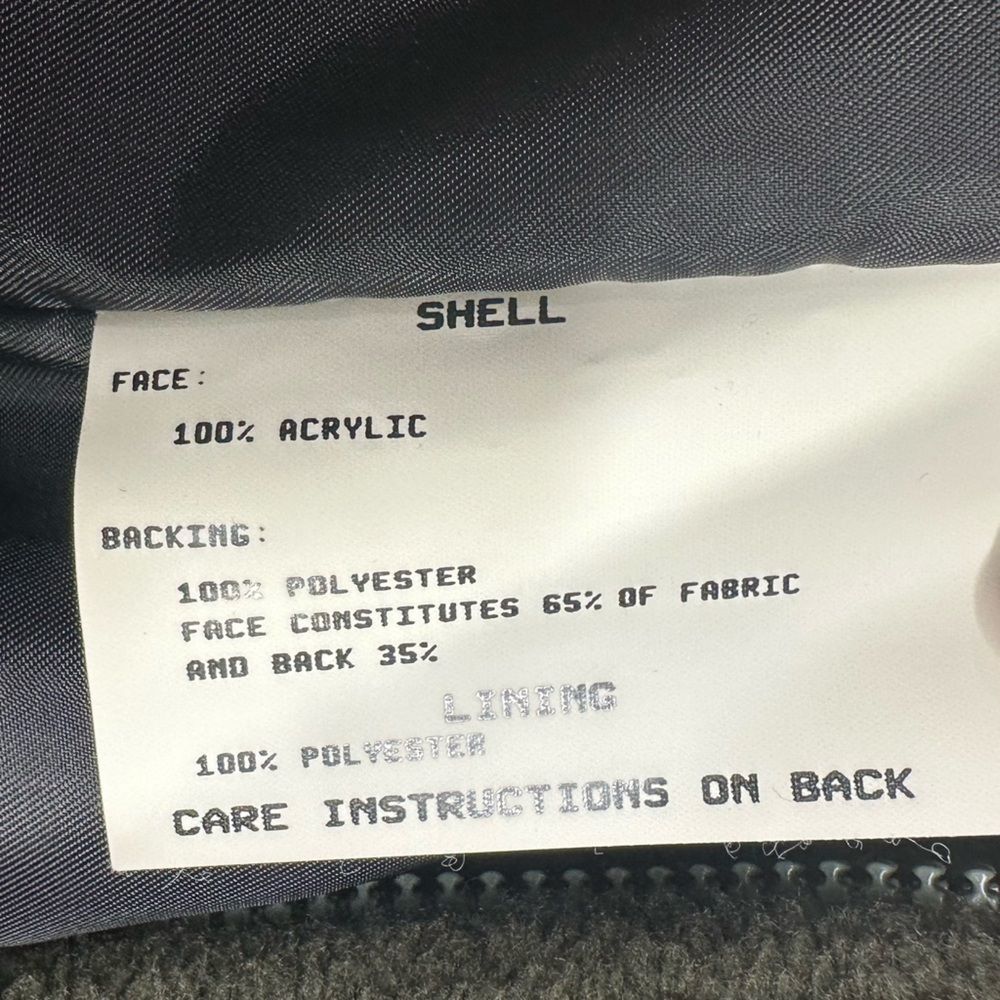 SHELL
FACE:
100% ACRYLIC
BACKING:
100% POLYESTER
FACE CONSTITUTES 65% OF FABRIC
AND BACK 35%
LINING
100% POLYESTER
CARE INSTRUCTIONS ON BACK